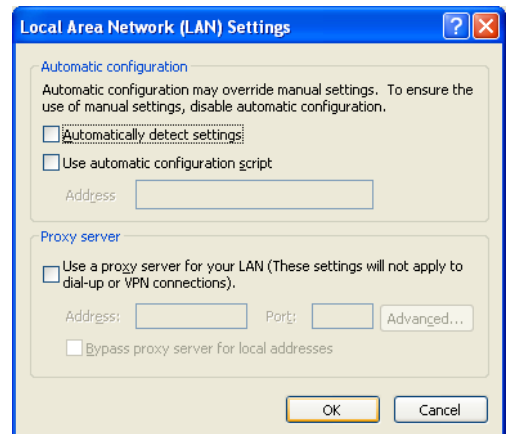 Local Area Network (LAN) Settings
Automatic configuration
Automatic configuration may override manual settings. To ensure the
use of manual settings, disable automatic configuration.
Automatically detect settings
Use automatic configuration script
Address
Proxy server
Use a proxy server for your LAN (These settings will not apply to
dial-up or VPN connections).
Address: Port: Advanced...
Bypass proxy server for local addresses
OK Cancel